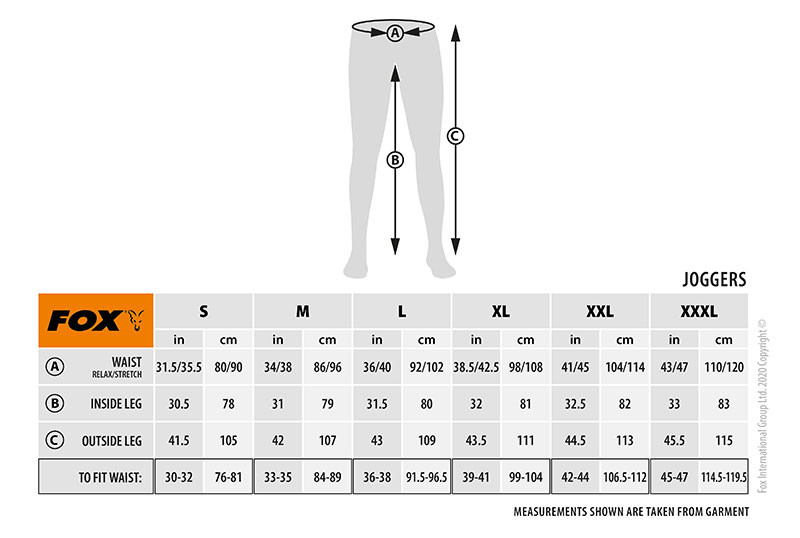 A
B
C
JOGGERS
FOX S M L XL XXL XXXL
in cm in cm in cm in cm in cm in cm
A WAIST 31.5/35.5 80/90 34/38 86/96 36/40 92/102 38.5/42.5 98/108 41/45 104/114 43/47 110/120
RELAX/STRETCH
B INSIDE LEG 30.5 78 31 79 31.5 80 32 81 32.5 82 33 83
C OUTSIDE LEG 41.5 105 42 107 43 109 43.5 111 44.5 113 45.5 115
TO FIT WAIST: 30-32 76-81 33-35 84-89 36-38 91.5-96.5 39-41 99-104 42-44 106.5-112 45-47 114.5-119.5
MEASUREMENTS SHOWN ARE TAKEN FROM GARMENT
Fox International Group Ltd. 2020 Copyright ©